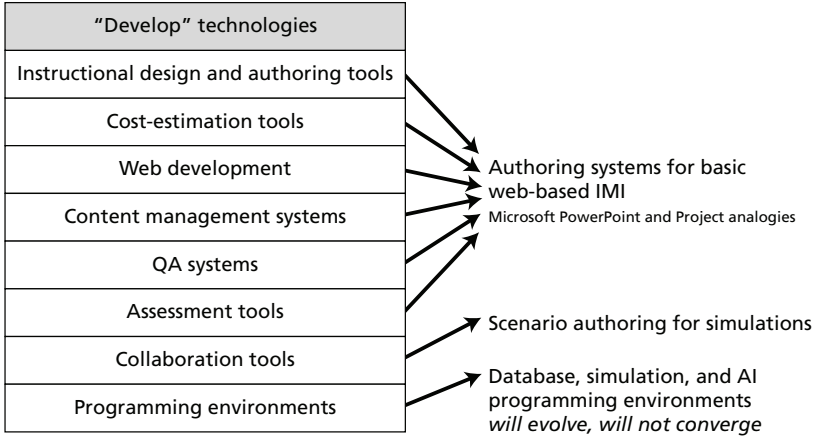 “Develop” technologies
Instructional design and authoring tools
Cost-estimation tools
Web development
Content management systems
QA systems
Assessment tools
Collaboration tools
Programming environments
Authoring systems for basic
web-based IMI
Microsoft PowerPoint and Project analogies
Scenario authoring for simulations
Database, simulation, and AI
programming environments
will evolve, will not converge